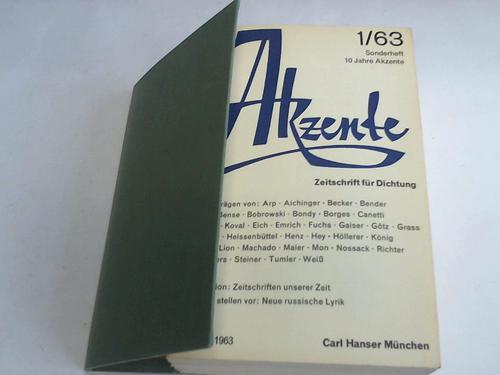 1/63
Sonderheft
10 Jahre Akzente
Akzente
Zeitschrift für Dichtung
von: Arp · Aichinger · Becker · Bender
Bobrowski · Bondy · Borges · Canetti
· Koval · Eich · Emrich · Fuchs · Gaiser · Götz · Grass
· Heissenbüttel · Henz · Hey · Höllerer · König
Lion · Machado · Maier · Mon · Nossack · Richter
· Steiner · Tumler · Weiß
: Zeitschriften unserer Zeit
stellen vor: Neue russische Lyrik
1963
Carl Hanser München